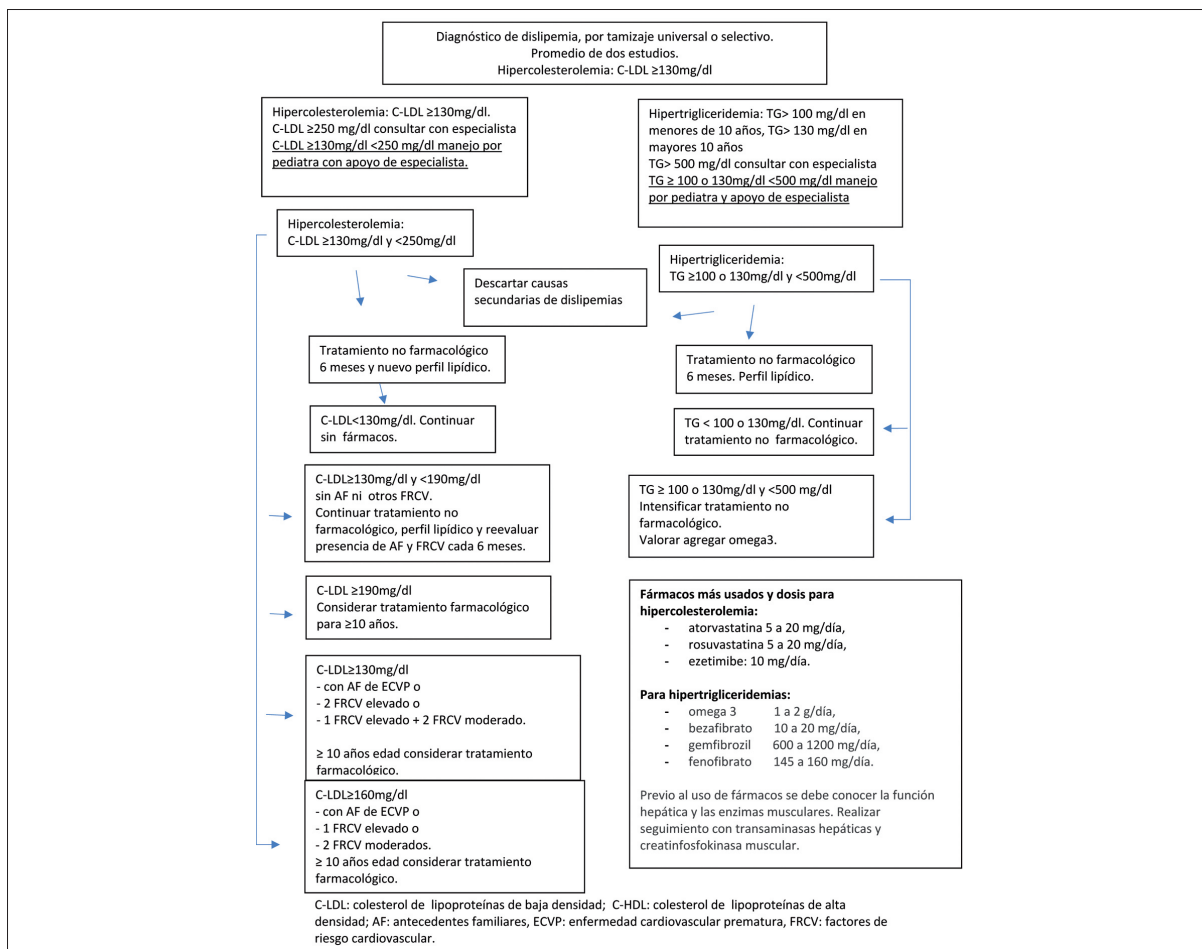 Diagnóstico de dislipemia, por tamizaje universal o selectivo.
Promedio de dos estudios.
Hipercolesterolemia: C-LDL ≥130mg/dl
Hipercolesterolemia: C-LDL ≥130mg/dl.
C-LDL ≥250 mg/dl consultar con especialista
C-LDL ≥130mg/dl <250 mg/dl manejo por
pediatra con apoyo de especialista.
Hipertrigliceridemia: TG> 100 mg/dl en
menores de 10 años, TG> 130 mg/dl en
mayores 10 años
TG> 500 mg/dl consultar con especialista
TG ≥ 100 o 130mg/dl <500 mg/dl manejo
por pediatra y apoyo de especialista
Hipercolesterolemia:
C-LDL ≥130mg/dl y <250mg/dl
Hipertrigliceridemia:
TG ≥100 o 130mg/dl y <500mg/dl
Descartar causas
secundarias de dislipemias
Tratamiento no farmacológico
6 meses y nuevo perfil lipídico.
Tratamiento no farmacológico
6 meses. Perfil lipídico.
C-LDL<130mg/dl. Continuar
sin fármacos.
TG < 100 o 130mg/dl. Continuar
tratamiento no farmacológico.
C-LDL≥130mg/dl y <190mg/dl
sin AF ni otros FRCV.
Continuar tratamiento no
farmacológico, perfil lipídico y reevaluar
presencia de AF y FRCV cada 6 meses.
TG ≥ 100 o 130mg/dl y <500 mg/dl
Intensificar tratamiento no
farmacológico.
Valorar agregar omega3.
C-LDL ≥190mg/dl
Considerar tratamiento farmacológico
para ≥10 años.
C-LDL≥130mg/dl
- con AF de ECVP o
- 2 FRCV elevado o
- 1 FRCV elevado + 2 FRCV moderado.
≥ 10 años edad considerar tratamiento
farmacológico.
C-LDL≥160mg/dl
- con AF de ECVP o
- 1 FRCV elevado o
- 2 FRCV moderados.
≥ 10 años edad considerar tratamiento
farmacológico.
Fármacos más usados y dosis para
hipercolesterolemia:
- atorvastatina 5 a 20 mg/día,
- rosuvastatina 5 a 20 mg/día,
- ezetimibe: 10 mg/día.
Para hipertrigliceridemias:
- omega 3 1 a 2 g/día,
- bezafibrato 10 a 20 mg/día,
- gemfibrozil 600 a 1200 mg/día,
- fenofibrato 145 a 160 mg/día.
Previo al uso de fármacos se debe conocer la función
hepática y las enzimas musculares. Realizar
seguimiento con transaminasas hepáticas y
creatinfosfokinasa muscular.
C-LDL: colesterol de lipoproteínas de baja densidad; C-HDL: colesterol de lipoproteínas de alta
densidad; AF: antecedentes familiares, ECVP: enfermedad cardiovascular prematura, FRCV: factores de
riesgo cardiovascular.